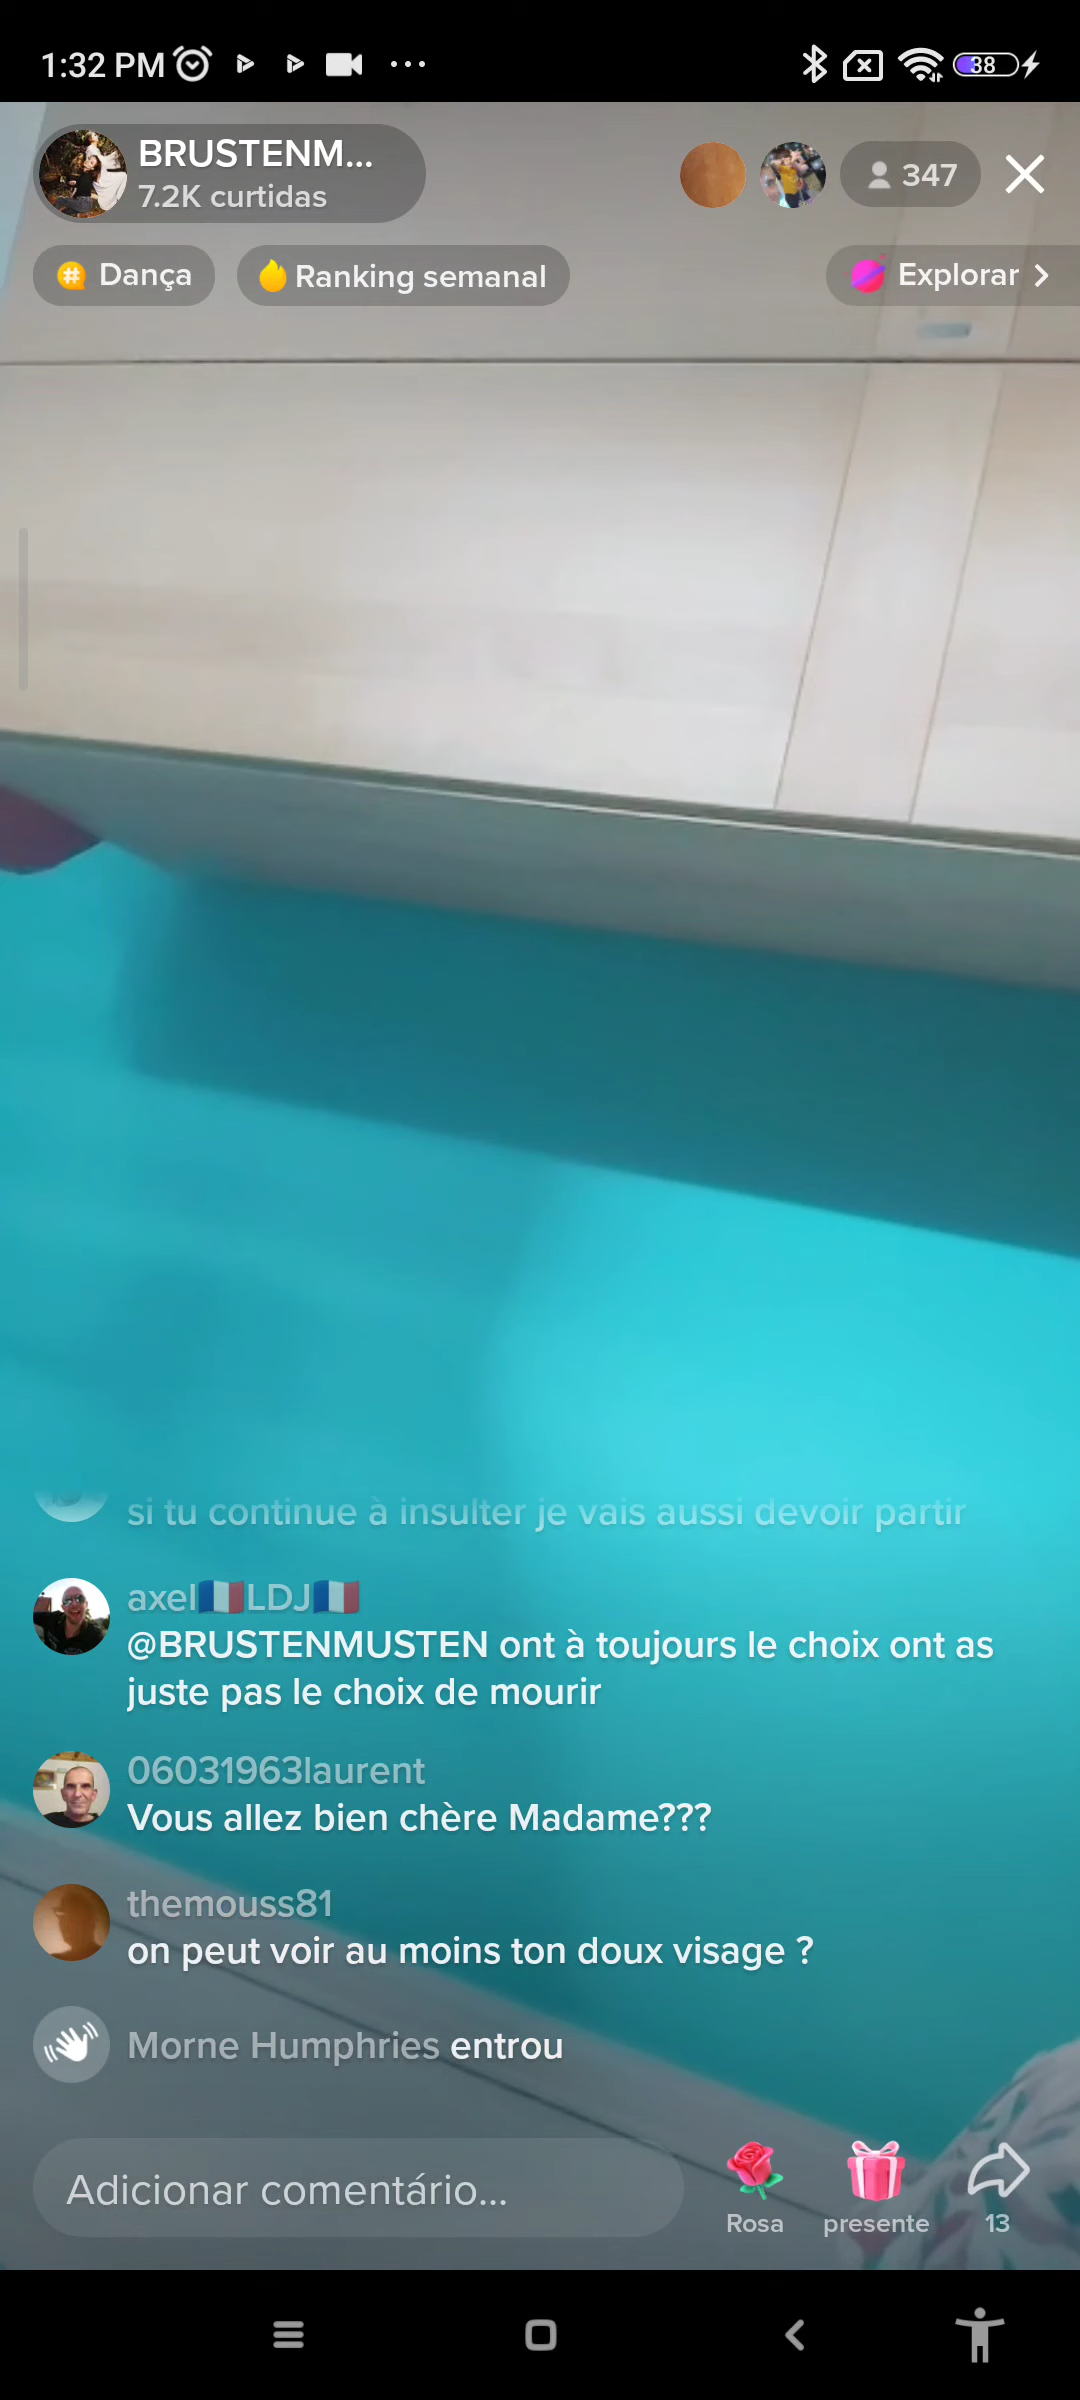 1:32 PM
38
BRUSTENM...
7.2K curtidas
347
Dança
Ranking semanal
Explorar
si tu continue à insulter je vais aussi devoir partir
axel🇫🇷LDJ🇫🇷
@BRUSTENMUSTEN ont à toujours le choix ont as
juste pas le choix de mourir
06031963laurent
Vous allez bien chère Madame???
themouss81
on peut voir au moins ton doux visage ?
Morne Humphries entrou
Adicionar comentário...
Rosa
presente
13